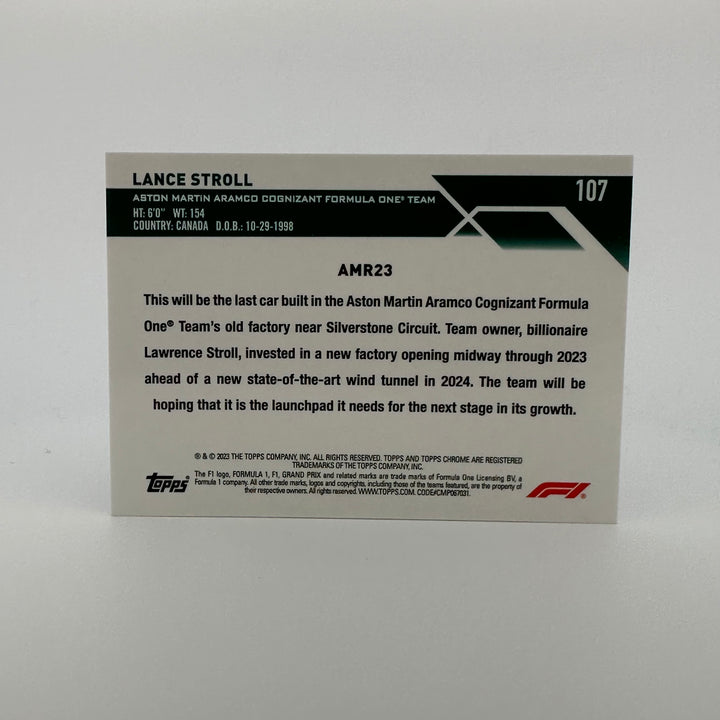 LANCE STROLL
107
ASTON MARTIN ARAMCO COGNIZANT FORMULA ONE® TEAM
HT: 6'0" WT: 154
COUNTRY: CANADA D.O.B.: 10-29-1998
AMR23
This will be the last car built in the Aston Martin Aramco Cognizant Formula
One® Team's old factory near Silverstone Circuit. Team owner, billionaire
Lawrence Stroll, invested in a new factory opening midway through 2023
ahead of a new state-of-the-art wind tunnel in 2024. The team will be
hoping that it is the launchpad it needs for the next stage in its growth.
® & © 2023 THE TOPPS COMPANY, INC. ALL RIGHTS RESERVED. TOPPS AND TOPPS CHROME ARE REGISTERED
TRADEMARKS OF THE TOPPS COMPANY, INC.
The F1 logo, FORMULA 1, F1, GRAND PRIX and related marks are trade marks of Formula One Licensing BV, a
Formula 1 company. All other trade marks, logos and copyrights, including those of the teams featured, are the property of
their respective owners. All rights reserved. WWW.TOPPS.COM. CODE#CMP067031.
Topps®
F1®